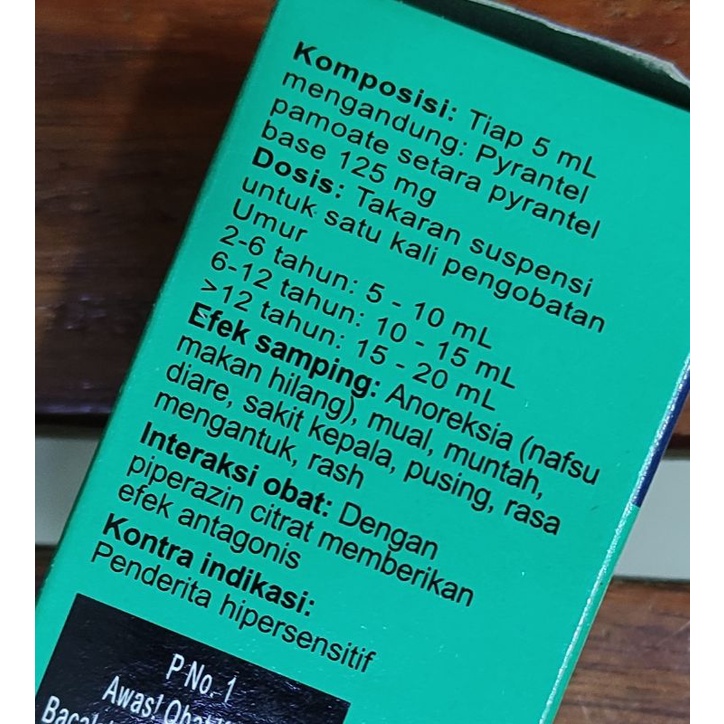 Komposisi: Tiap 5 mL
mengandung: Pyrantel
pamoate setara pyrantel
base 125 mg
Dosis: Takaran suspensi
untuk satu kali pengobatan
Umur
2-6 tahun: 5 - 10 mL
6-12 tahun: 10 - 15 mL
>12 tahun: 15 - 20 mL
Efek samping: Anoreksia (nafsu
makan hilang), mual, muntah,
diare, sakit kepala, pusing, rasa
mengantuk, rash
Interaksi obat: Dengan
piperazin citrat memberikan
efek antagonis
Kontra indikasi:
Penderita hipersensitif
P No. 1
Awas!